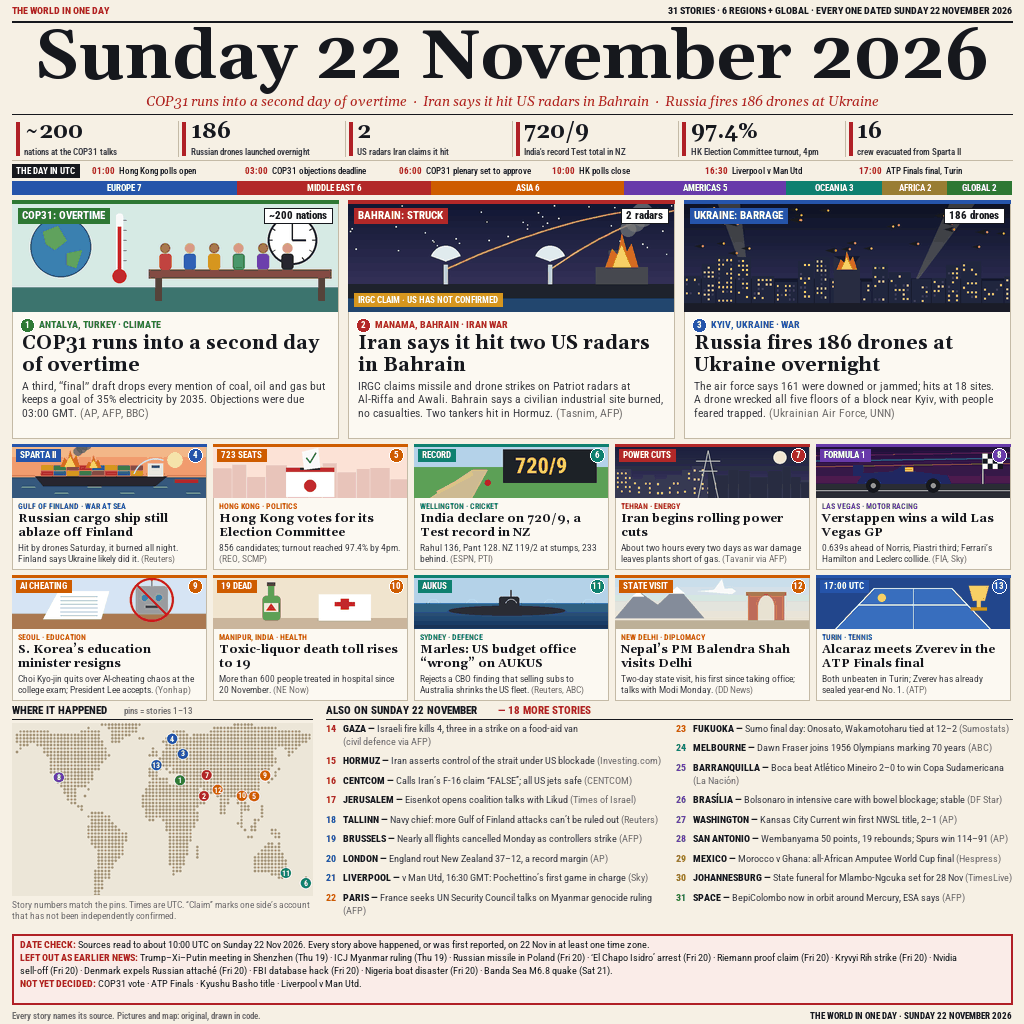 THE WORLD IN ONE DAY
31 STORIES · 6 REGIONS + GLOBAL · EVERY ONE DATED SUNDAY 22 NOVEMBER 2026
Sunday 22 November 2026
COP31 runs into a second day of overtime · Iran says it hit US radars in Bahrain · Russia fires 186 drones at Ukraine
~200
nations at the COP31 talks
186
Russian drones launched overnight
2
US radars Iran claims it hit
720/9
India's record Test total in NZ
97.4%
HK Election Committee turnout, 4pm
16
crew evacuated from Sparta II
THE DAY IN UTC
01:00 Hong Kong polls open
03:00 COP31 objections deadline
06:00 COP31 plenary set to approve
10:00 HK polls close
16:30 Liverpool v Man Utd
17:00 ATP Finals final, Turin
EUROPE 7
MIDDLE EAST 6
ASIA 6
AMERICAS 5
OCEANIA 3
AFRICA 2
GLOBAL 2
COP31: OVERTIME
~200 nations
1 ANTALYA, TURKEY · CLIMATE
COP31 runs into a second day
of overtime
A third, “final” draft drops every mention of coal, oil and gas but
keeps a goal of 35% electricity by 2035. Objections were due
03:00 GMT. (AP, AFP, BBC)
BAHRAIN: STRUCK
2 radars
IRGC CLAIM · US HAS NOT CONFIRMED
2 MANAMA, BAHRAIN · IRAN WAR
Iran says it hit two US radars
in Bahrain
IRGC claims missile and drone strikes on Patriot radars at
Al-Riffa and Awali. Bahrain says a civilian industrial site burned,
no casualties. Two tankers hit in Hormuz. (Tasnim, AFP)
UKRAINE: BARRAGE
186 drones
3 KYIV, UKRAINE · WAR
Russia fires 186 drones at
Ukraine overnight
The air force says 161 were downed or jammed; hits at 18 sites.
A drone wrecked all five floors of a block near Kyiv, with people
feared trapped. (Ukrainian Air Force, UNN)
SPARTA II
4
GULF OF FINLAND · WAR AT SEA
Russian cargo ship still
ablaze off Finland
Hit by drones Saturday, it burned all night.
Finland says Ukraine likely did it. (Reuters)
723 SEATS
5
HONG KONG · POLITICS
Hong Kong votes for its
Election Committee
856 candidates; turnout reached 97.4% by 4pm.
(REO, SCMP)
RECORD
720/9
6
WELLINGTON · CRICKET
India declare on 720/9, a
Test record in NZ
Rahul 136, Pant 128. NZ 119/2 at stumps, 233
behind. (ESPN, PTI)
POWER CUTS
7
TEHRAN · ENERGY
Iran begins rolling power
cuts
About two hours every two days as war damage
leaves plants short of gas. (Tavanir via AFP)
FORMULA 1
8
LAS VEGAS · MOTOR RACING
Verstappen wins a wild Las
Vegas GP
0.639s ahead of Norris, Piastri third; Ferrari's
Hamilton and Leclerc collide. (FIA, Sky)
AI CHEATING
9
SEOUL · EDUCATION
S. Korea’s education
minister resigns
Choi Kyo-jin quits over AI-cheating chaos at the
college exam; President Lee accepts. (Yonhap)
19 DEAD
10
MANIPUR, INDIA · HEALTH
Toxic-liquor death toll rises
to 19
More than 600 people treated in hospital since
20 November. (NE Now)
AUKUS
11
SYDNEY · DEFENCE
Marles: US budget office
“wrong” on AUKUS
Rejects a CBO finding that selling subs to
Australia shrinks the US fleet. (Reuters, ABC)
STATE VISIT
12
NEW DELHI · DIPLOMACY
Nepal’s PM Balendra Shah
visits Delhi
Two-day state visit, his first since taking office;
talks with Modi Monday. (DD News)
17:00 UTC
13
TURIN · TENNIS
Alcaraz meets Zverev in the
ATP Finals final
Both unbeaten in Turin; Zverev has already
sealed year-end No. 1. (ATP)
WHERE IT HAPPENED pins = stories 1–13
4
3
13
8
1
7
9
2
12
10
5
11
6
Story numbers match the pins. Times are UTC. “Claim” marks one side's account
that has not been independently confirmed.
ALSO ON SUNDAY 22 NOVEMBER — 18 MORE STORIES
14 GAZA — Israeli fire kills 4, three in a strike on a food-aid van
(civil defence via AFP)
15 HORMUZ — Iran asserts control of the strait under US blockade (Investing.com)
16 CENTCOM — Calls Iran's F-16 claim “FALSE”; all US jets safe (CENTCOM)
17 JERUSALEM — Eisenkot opens coalition talks with Likud (Times of Israel)
18 TALLINN — Navy chief: more Gulf of Finland attacks can't be ruled out (Reuters)
19 BRUSSELS — Nearly all flights cancelled Monday as controllers strike (AFP)
20 LONDON — England rout New Zealand 37–12, a record margin (AP)
21 LIVERPOOL — v Man Utd, 16:30 GMT: Pochettino's first game in charge (Sky)
22 PARIS — France seeks UN Security Council talks on Myanmar genocide ruling
(AFP)
23 FUKUOKA — Sumo final day: Onosato, Wakamotoharu tied at 12–2 (Sumostats)
24 MELBOURNE — Dawn Fraser joins 1956 Olympians marking 70 years (ABC)
25 BARRANQUILLA — Boca beat Atlético Mineiro 2–0 to win Copa Sudamericana
(La Nación)
26 BRASÍLIA — Bolsonaro in intensive care with bowel blockage; stable (DF Star)
27 WASHINGTON — Kansas City Current win first NWSL title, 2–1 (AP)
28 SAN ANTONIO — Wembanyama 50 points, 19 rebounds; Spurs win 114–91 (AP)
29 MEXICO — Morocco v Ghana: all-African Amputee World Cup final (Hespress)
30 JOHANNESBURG — State funeral for Mlambo-Ngcuka set for 28 Nov (TimesLive)
31 SPACE — BepiColombo now in orbit around Mercury, ESA says (AFP)
DATE CHECK: Sources read to about 10:00 UTC on Sunday 22 Nov 2026. Every story above happened, or was first reported, on 22 Nov in at least one time zone.
LEFT OUT AS EARLIER NEWS: Trump–Xi–Putin meeting in Shenzhen (Thu 19) · ICJ Myanmar ruling (Thu 19) · Russian missile in Poland (Fri 20) · ‘El Chapo Isidro’ arrest (Fri 20) · Riemann proof claim (Fri 20) · Kryvyi Rih strike (Fri 20) · Nvidia
sell-off (Fri 20) · Denmark expels Russian attaché (Fri 20) · FBI database hack (Fri 20) · Nigeria boat disaster (Fri 20) · Banda Sea M6.8 quake (Sat 21).
NOT YET DECIDED: COP31 vote · ATP Finals · Kyushu Basho title · Liverpool v Man Utd.
Every story names its source. Pictures and map: original, drawn in code.
THE WORLD IN ONE DAY · SUNDAY 22 NOVEMBER 2026